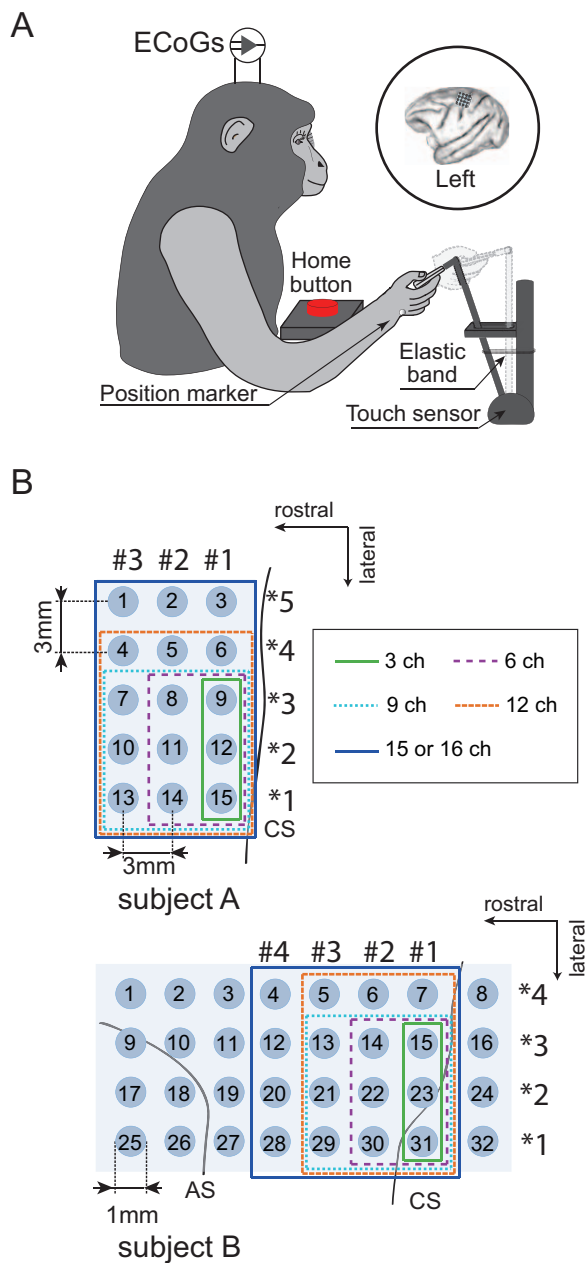 A
ECoGs
Left
Home
button
Position marker
Elastic
band
Touch sensor
B
rostral
lateral
#3 #2 #1
1 2 3 *5
3mm
4 5 6 *4
7 8 9 *3
10 11 12 *2
13 14 15 *1
CS
3mm
subject A
3 ch
6 ch
9 ch
12 ch
15 or 16 ch
rostral
lateral
#4 #3 #2 #1
1 2 3 4 5 6 7 8 *4
9 10 11 12 13 14 15 16 *3
17 18 19 20 21 22 23 24 *2
25 26 27 28 29 30 31 32 *1
AS
CS
1mm
subject B